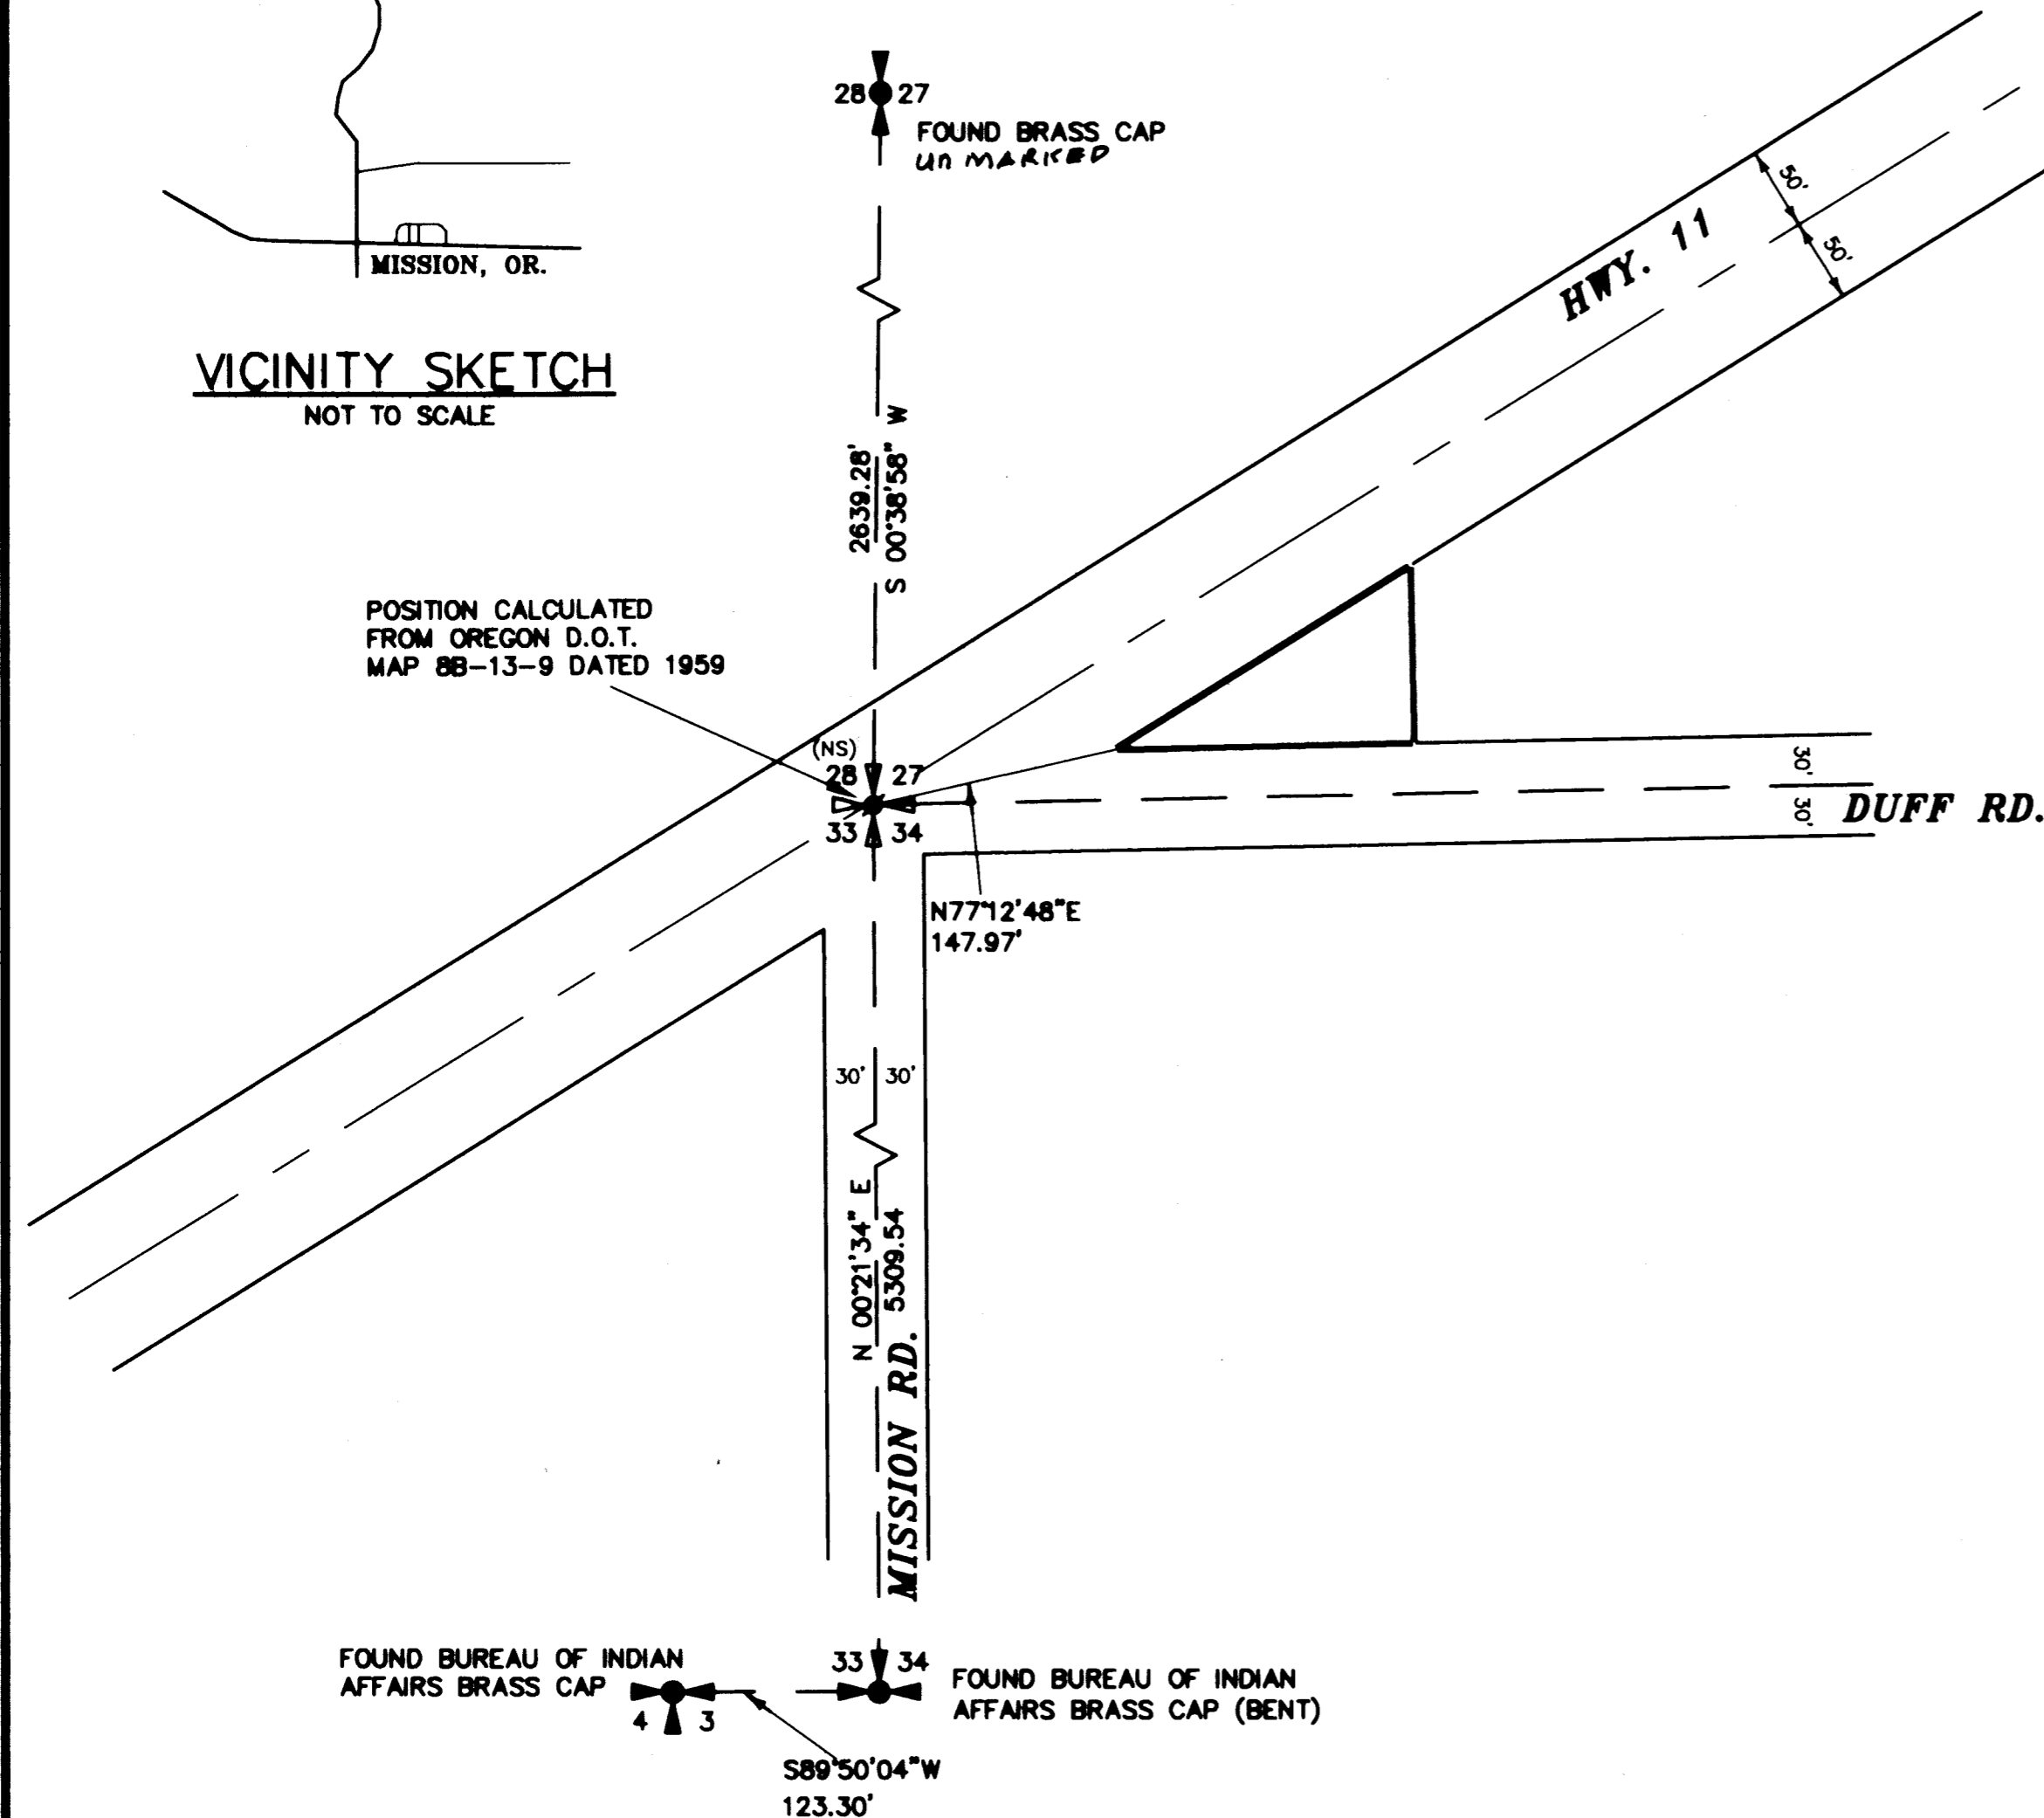 28 27
FOUND BRASS CAP
un MARKED
MISSION, OR.
VICINITY SKETCH
NOT TO SCALE
50'
50'
HWY. 11
2639.28'
S 00°38'58" W
POSITION CALCULATED
FROM OREGON D.O.T.
MAP 8B-13-9 DATED 1959
(NS)
28 27
33 34
30'
30'
DUFF RD.
N77°12'48"E
147.97'
30' 30'
N 00°21'34" E
5309.54
MISSION RD.
FOUND BUREAU OF INDIAN
AFFAIRS BRASS CAP
4 3
33 34
FOUND BUREAU OF INDIAN
AFFAIRS BRASS CAP (BENT)
S89°50'04"W
123.30'